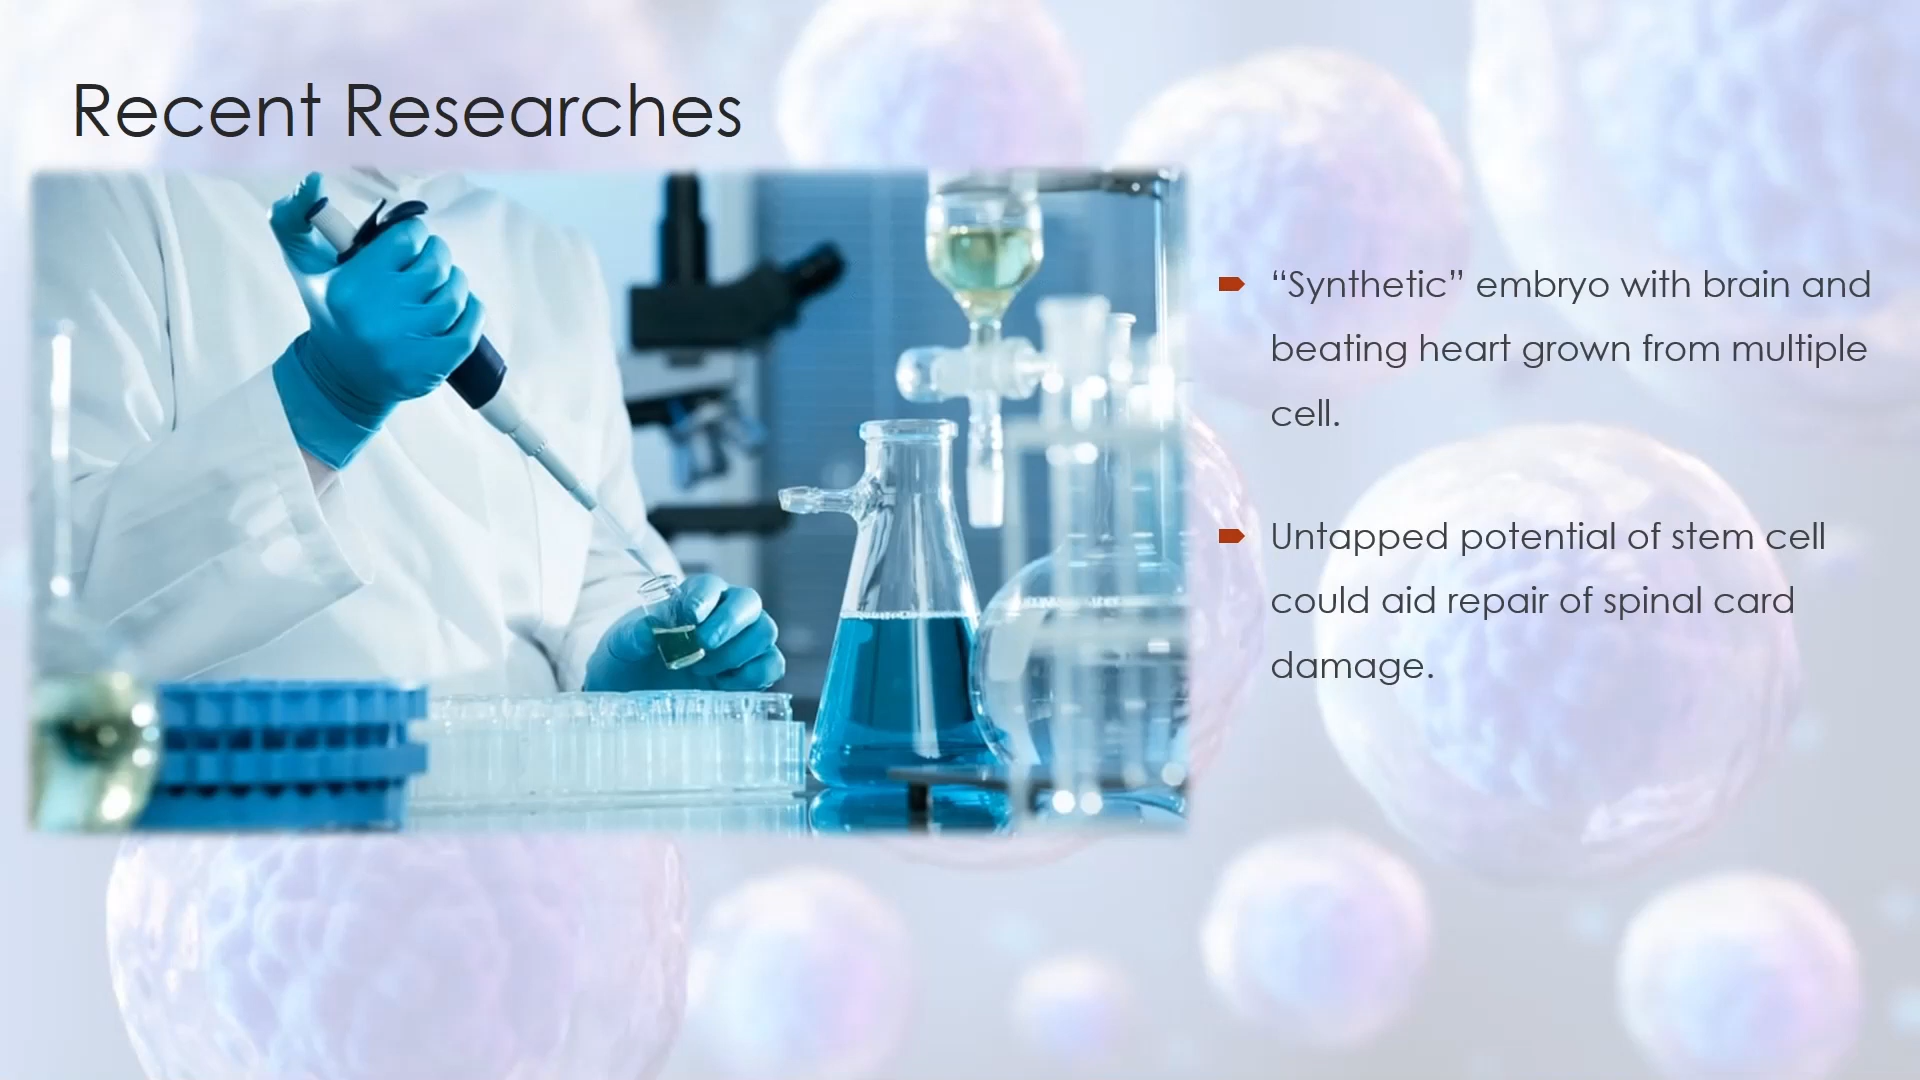 Recent Researches
“Synthetic” embryo with brain and
beating heart grown from multiple
cell.
Untapped potential of stem cell
could aid repair of spinal card
damage.